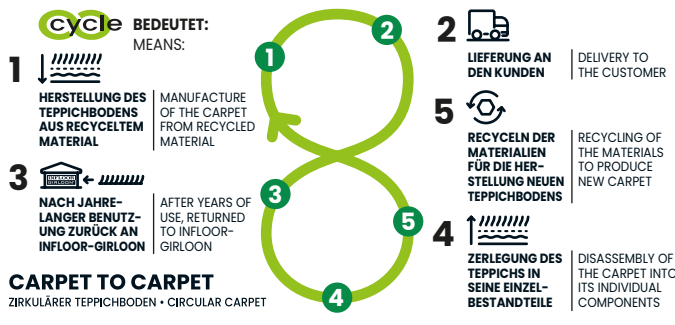 cycle BEDEUTET:
MEANS:
1
HERSTELLUNG DES
TEPPICHBODENS
AUS RECYCELTEM
MATERIAL
MANUFACTURE
OF THE CARPET
FROM RECYCLED
MATERIAL
3
INFLOOR
GIRLOON
NACH JAHRE-
LANGER BENUTZ-
UNG ZURÜCK AN
INFLOOR-GIRLOON
AFTER YEARS OF
USE, RETURNED
TO INFLOOR-
GIRLOON
CARPET TO CARPET
ZIRKULÄRER TEPPICHBODEN • CIRCULAR CARPET
1
2
3
5
4
2
LIEFERUNG AN
DEN KUNDEN
DELIVERY TO
THE CUSTOMER
5
RECYCELN DER
MATERIALIEN
FÜR DIE HER-
STELLUNG NEUEN
TEPPICHBODENS
RECYCLING OF
THE MATERIALS
TO PRODUCE
NEW CARPET
4
ZERLEGUNG DES
TEPPICHS IN
SEINE EINZEL-
BESTANDTEILE
DISASSEMBLY OF
THE CARPET INTO
ITS INDIVIDUAL
COMPONENTS